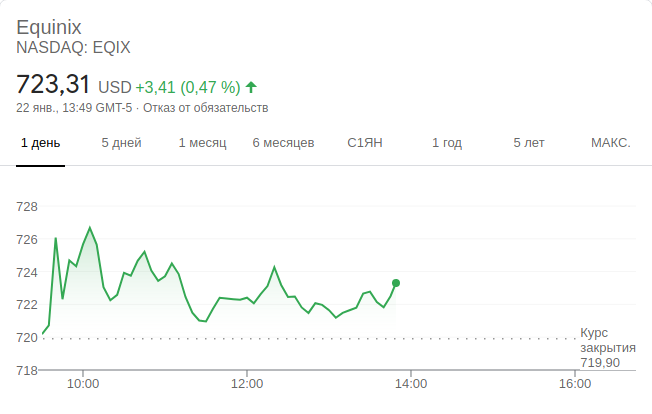 Equinix
NASDAQ: EQIX
723,31 USD +3,41 (0,47 %)
22 янв., 13:49 GMT-5 · Отказ от обязательств
1 день 5 дней 1 месяц 6 месяцев С1ЯН 1 год 5 лет МАКС.
728
726
724
722
720
718
Курс
закрытия
719,90
10:00 12:00 14:00 16:00